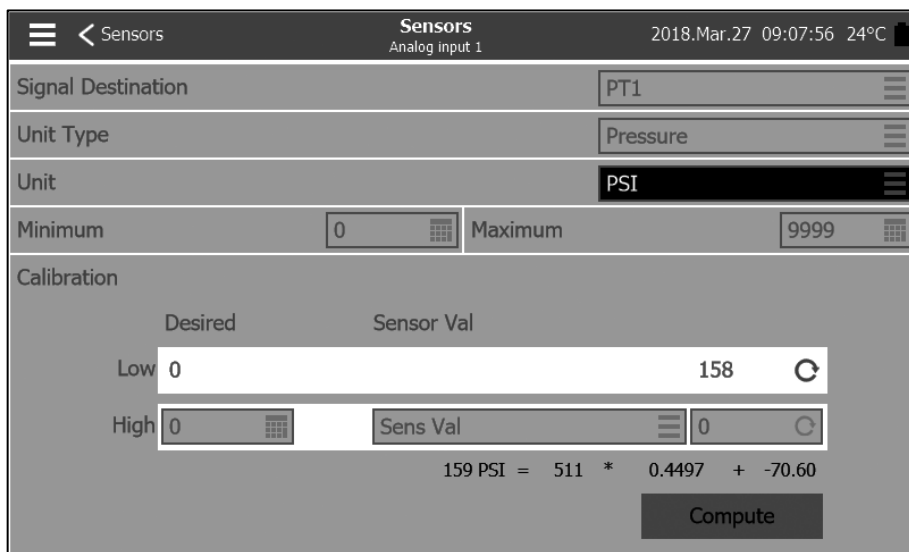 Sensors Sensors 2018.Mar.27 09:07:56 24°C
Analog input 1
Signal Destination PT1
Unit Type Pressure
Unit PSI
Minimum 0 Maximum 9999
Calibration
Desired Sensor Val
Low 0 158
High 0 Sens Val 0
159 PSI = 511 * 0.4497 + -70.60
Compute